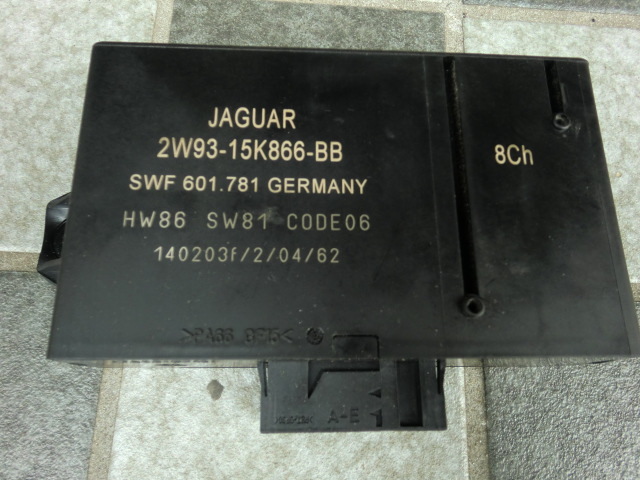 JAGUAR
2W93-15K866-BB
8Ch
SWF 601.781 GERMANY
HW86 SW81 CODE06
140203f/2/04/62
>PA66 GF15<
A-E